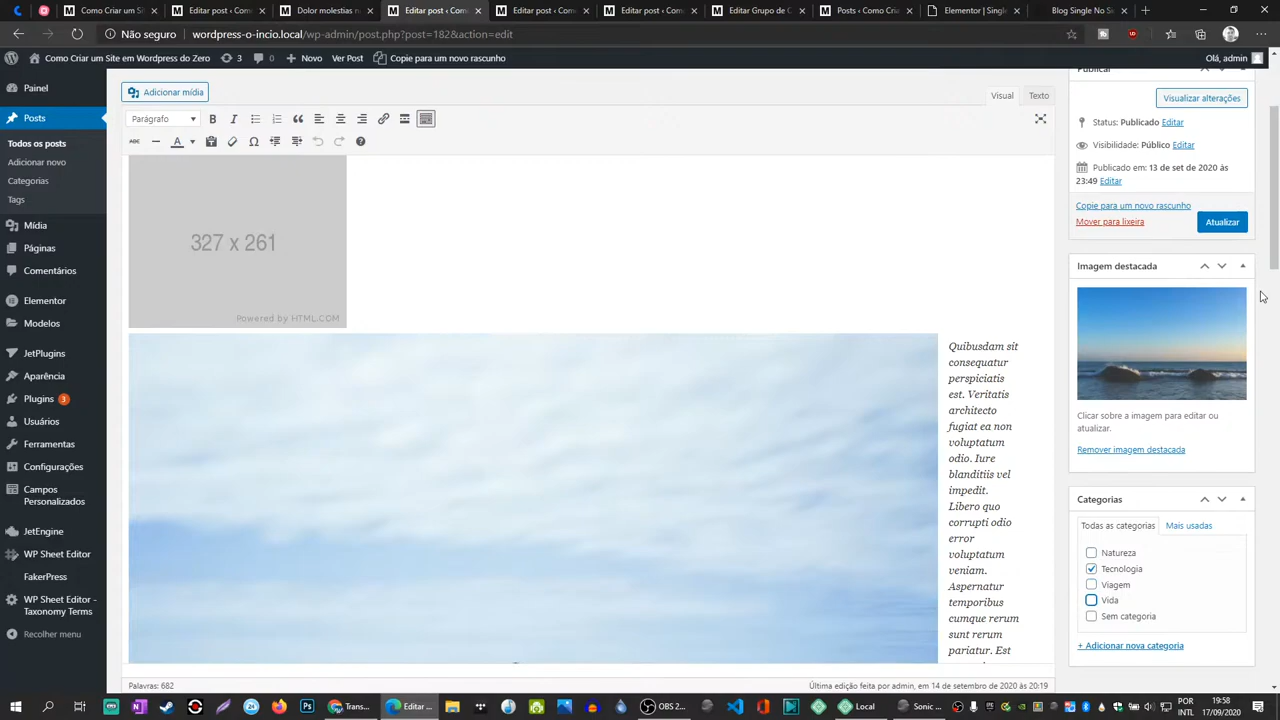 Como Criar um S
Editar post ‹ Como
Dolor molestias n
Editar post ‹ Como
Editar post ‹ Como
Editar post ‹ Como
Grupo de C
Posts ‹ Como Criar
Elementor | Single
Blog Single No Si
Não seguro
wordpress-o-incio.local/wp-admin/post.php?post=182&action=edit
Como Criar um Site em Wordpress do Zero
3
0
Novo
Ver Post
Copie para um novo rascunho
Olá, admin
Painel
Posts
Todos os posts
Adicionar novo
Categorias
Tags
Mídia
Páginas
Comentários
Elementor
Modelos
JetPlugins
Aparência
Plugins 3
Usuários
Ferramentas
Configurações
Campos
Personalizados
JetEngine
WP Sheet Editor
FakerPress
WP Sheet Editor -
Taxonomy Terms
Recolher menu
Adicionar mídia
Visual
Texto
Parágrafo
327 x 261
Powered by HTML.COM
Quibusdam sit
consequatur
perspiciatis
est. Veritatis
architecto
fugiat ea non
voluptatum
odio. Iure
blanditiis vel
impedit.
Libero quo
corrupti odio
error
voluptatum
veniam.
Aspernatur
temporibus
cumque rerum
sunt rerum
pariatur. Est
Palavras: 682
Última edição feita por admin, em 14 de setembro de 2020 às 20:19
Publicar
Visualizar alterações
Status: Publicado Editar
Visibilidade: Público Editar
Publicado em: 13 de set de 2020 às
23:49 Editar
Copie para um novo rascunho
Mover para lixeira
Atualizar
Imagem destacada
Clicar sobre a imagem para editar ou
atualizar.
Remover imagem destacada
Categorias
Todas as categorias
Mais usadas
Natureza
Tecnologia
Viagem
Vida
Sem categoria
+ Adicionar nova categoria
Trans...
Editar ...
OBS 2...
Local
Sonic ...
POR
INTL
19:58
17/09/2020